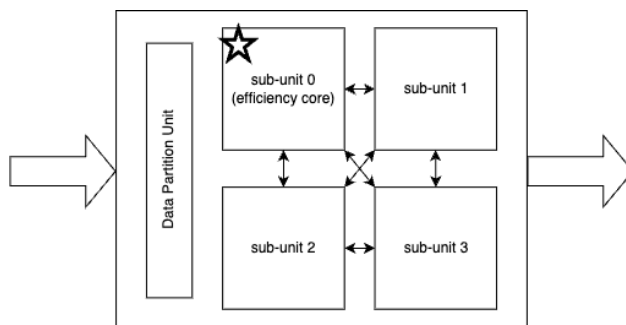 Data Partition Unit
sub-unit 0
(efficiency core)
sub-unit 1
sub-unit 2
sub-unit 3